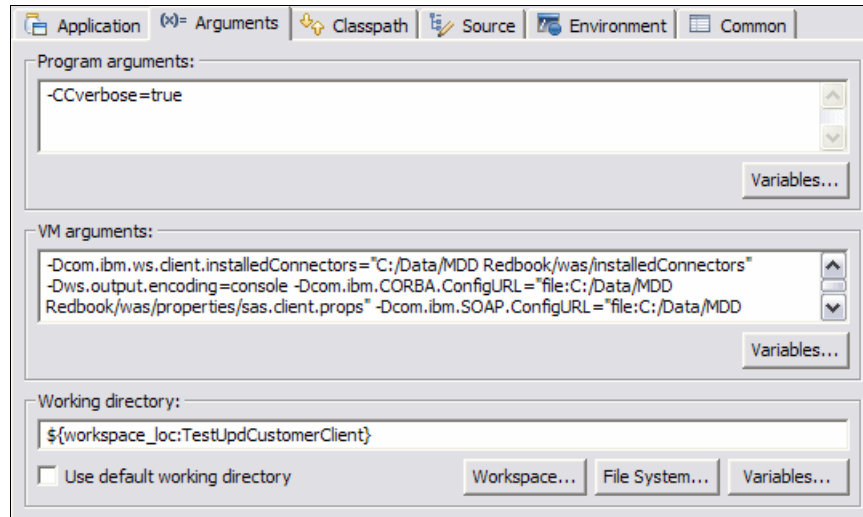 Application (x)= Arguments Classpath Source Environment Common
Program arguments:
-CCverbose=true
Variables...
VM arguments:
-Dcom.ibm.ws.client.installedConnectors="C:/Data/MDD Redbook/was/installedConnectors"
-Dws.output.encoding=console -Dcom.ibm.CORBA.ConfigURL="file:C:/Data/MDD
Redbook/was/properties/sas.client.props" -Dcom.ibm.SOAP.ConfigURL="file:C:/Data/MDD
Variables...
Working directory:
${workspace_loc:TestUpdCustomerClient}
Use default working directory Workspace... File System... Variables...